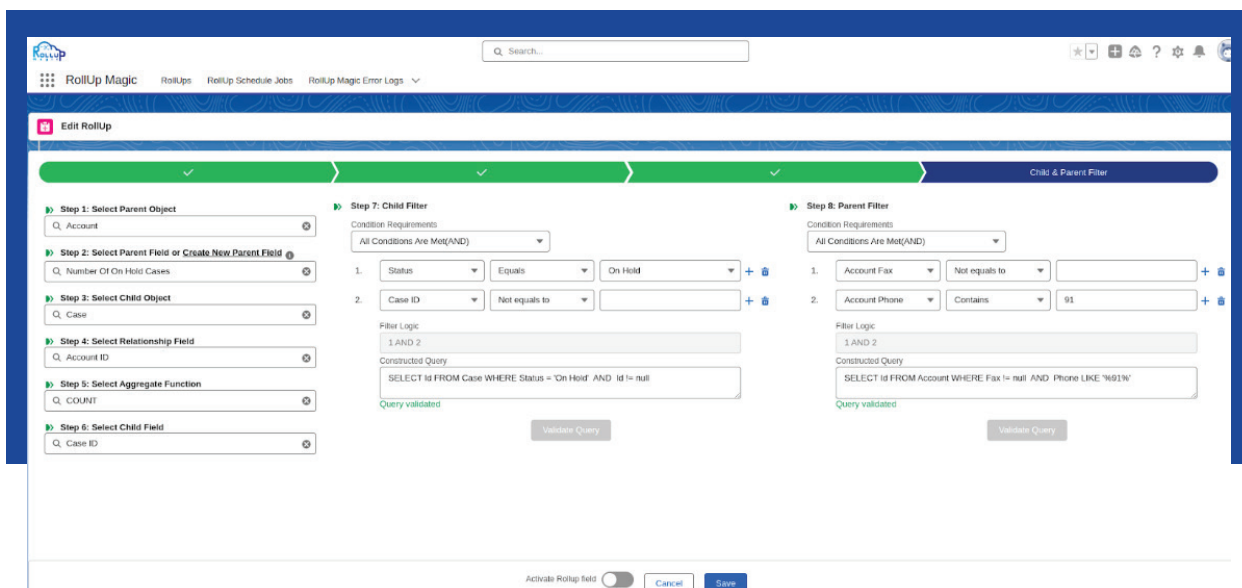 RollUp
Search...
RollUp Magic
RollUps
RollUp Schedule Jobs
RollUp Magic Error Logs
Edit RollUp
Child & Parent Filter
Step 1: Select Parent Object
Account
Step 2: Select Parent Field or Create New Parent Field
Number Of On Hold Cases
Step 3: Select Child Object
Case
Step 4: Select Relationship Field
Account ID
Step 5: Select Aggregate Function
COUNT
Step 6: Select Child Field
Case ID
Step 7: Child Filter
Condition Requirements
All Conditions Are Met(AND)
1. Status Equals On Hold
2. Case ID Not equals to
Filter Logic
1 AND 2
Constructed Query
SELECT Id FROM Case WHERE Status = 'On Hold' AND Id != null
Query validated
Validate Query
Step 8: Parent Filter
Condition Requirements
All Conditions Are Met(AND)
1. Account Fax Not equals to
2. Account Phone Contains 91
Filter Logic
1 AND 2
Constructed Query
SELECT Id FROM Account WHERE Fax != null AND Phone LIKE '%91%'
Query validated
Validate Query
Activate Rollup field
Cancel
Save